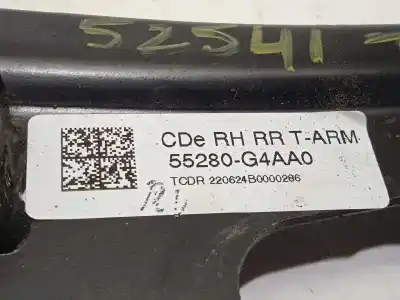 52541
CDe RH RR T-ARM
55280-G4AA0
TCDR 220624B0000286